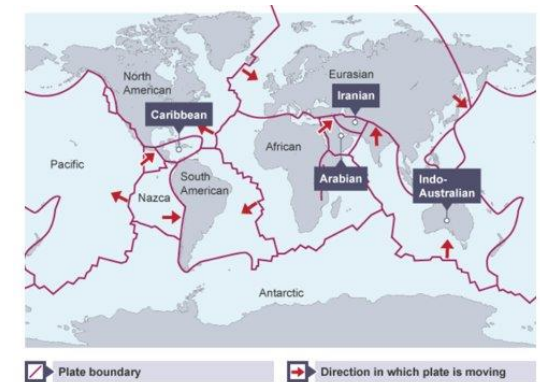 North
American
Eurasian
Iranian
Caribbean
African
Pacific
South
American
Nazca
Arabian
Indo-
Australian
Antarctic
Plate boundary
Direction in which plate is moving